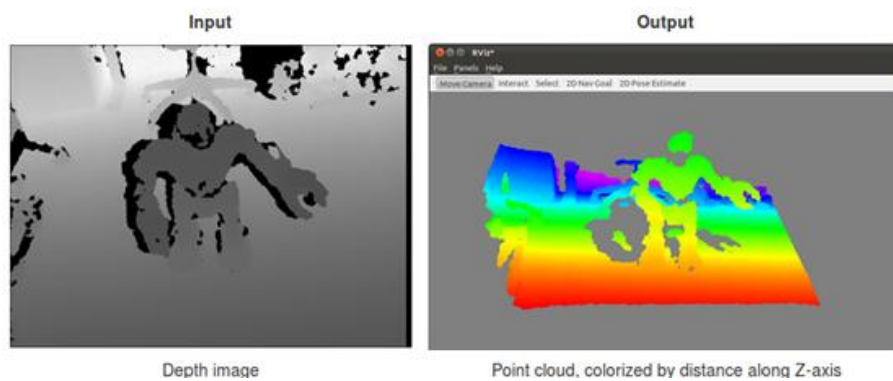 Input
Output
RViz*
File Panels Help
Move Camera Interact Select 2D Nav Goal 2D Pose Estimate
Depth image
Point cloud, colorized by distance along Z-axis